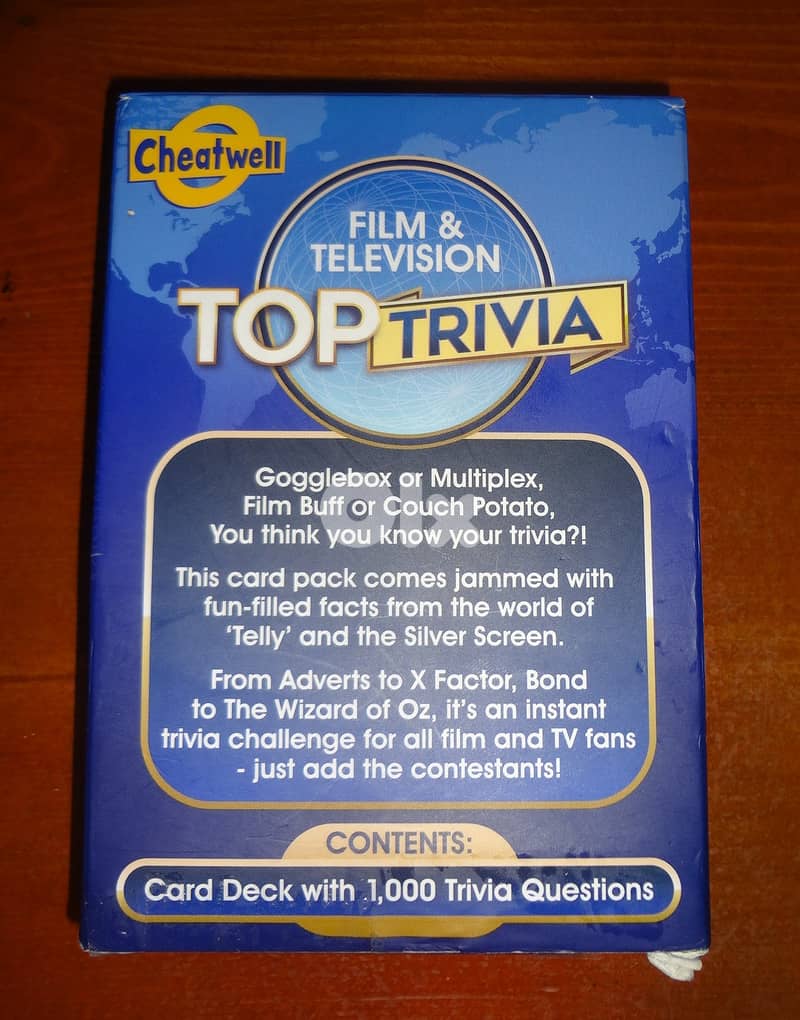 Cheatwell
FILM &
TELEVISION
TOP TRIVIA
Gogglebox or Multiplex,
Film Buff or Couch Potato,
You think you know your trivia?!
This card pack comes jammed with
fun-filled facts from the world of
‘Telly’ and the Silver Screen.
From Adverts to X Factor, Bond
to The Wizard of Oz, it’s an instant
trivia challenge for all film and TV fans
- just add the contestants!
CONTENTS:
Card Deck with 1,000 Trivia Questions
olx